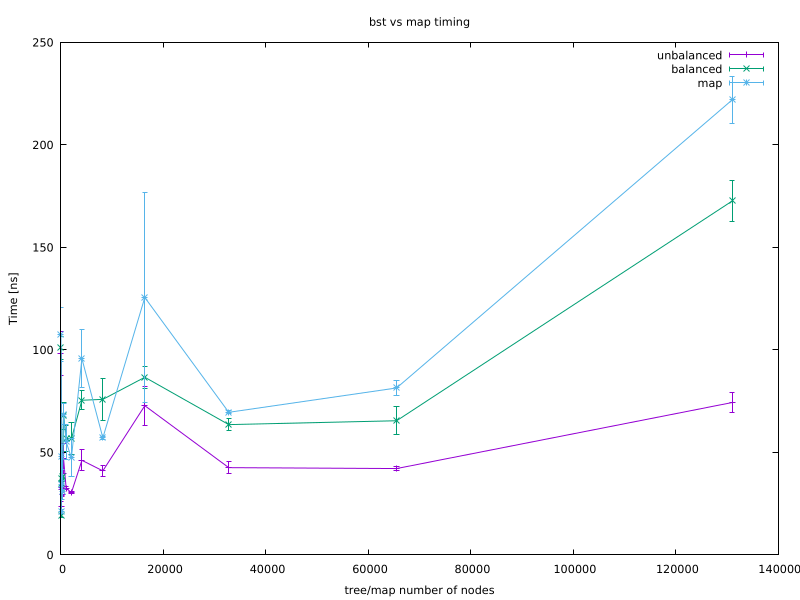 bst vs map timing
250
200
150
100
50
0
Time [ns]
unbalanced
balanced
map
0 20000 40000 60000 80000 100000 120000 140000
tree/map number of nodes